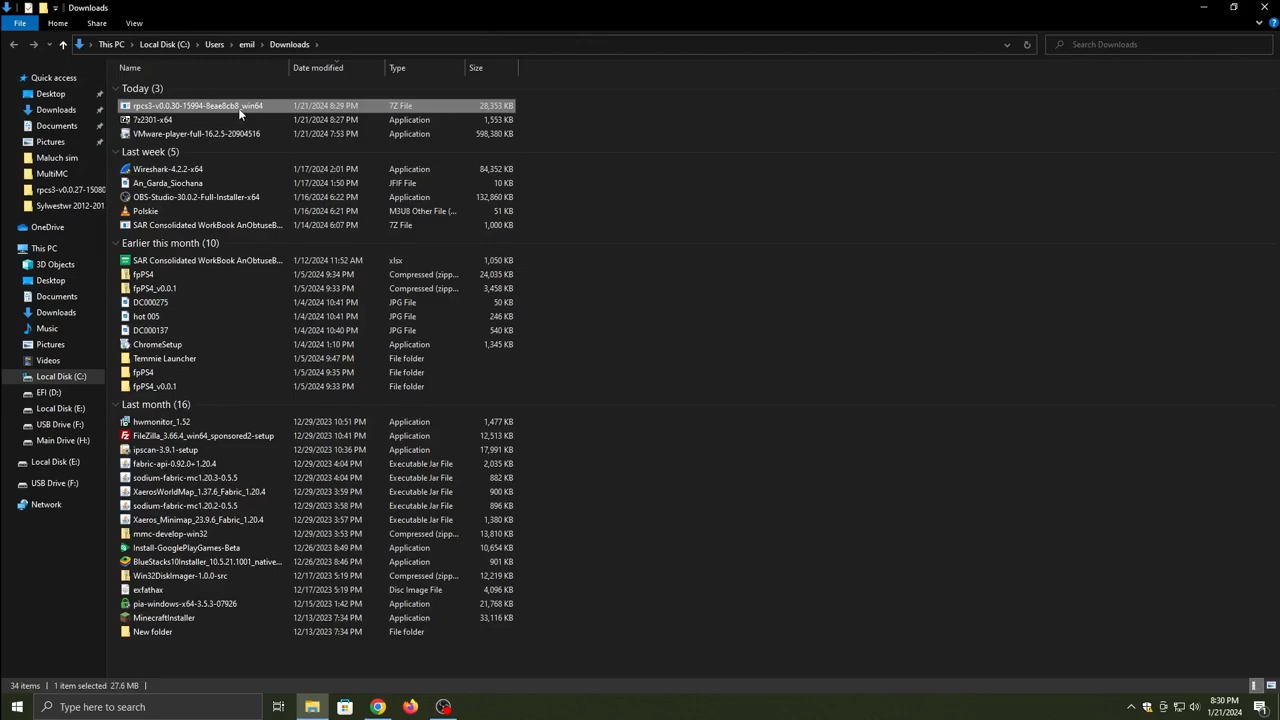 Downloads
File Home Share View
This PC Local Disk (C:) Users emil Downloads Search Downloads
Name Date modified Type Size
Quick access
Desktop
Downloads
Documents
Pictures
Maluch sim
MultiMC
rpcs3-v0.0.27-15080
Sylwestwr 2012-201
OneDrive
This PC
3D Objects
Desktop
Documents
Downloads
Music
Pictures
Videos
Local Disk (C:)
EFI (D:)
Local Disk (E:)
USB Drive (F:)
Main Drive (H:)
Local Disk (E:)
USB Drive (F:)
Network
Today (3)
rpcs3-v0.0.30-15994-8eae8cb8_win64 1/21/2024 8:29 PM 7Z File 28,353 KB
7z2301-x64 1/21/2024 8:27 PM Application 1,553 KB
VMware-player-full-16.2.5-20904516 1/21/2024 7:53 PM Application 598,380 KB
Last week (5)
Wireshark-4.2.2-x64 1/17/2024 2:01 PM Application 84,352 KB
An_Garda_Siochana 1/17/2024 1:50 PM JFIF File 10 KB
OBS-Studio-30.0.2-Full-Installer-x64 1/16/2024 6:22 PM Application 132,860 KB
Polskie 1/16/2024 6:21 PM M3U8 Other File (... 51 KB
SAR Consolidated WorkBook AnObtuseB... 1/14/2024 6:07 PM 7Z File 1,000 KB
Earlier this month (10)
SAR Consolidated WorkBook AnObtuseB... 1/12/2024 11:52 AM xlsx 1,050 KB
fpPS4 1/5/2024 9:34 PM Compressed (zipp... 24,035 KB
fpPS4_v0.0.1 1/5/2024 9:33 PM Compressed (zipp... 3,458 KB
DC000275 1/4/2024 10:41 PM JPG File 50 KB
hot 005 1/4/2024 10:41 PM JPG File 246 KB
DC000137 1/4/2024 10:40 PM JPG File 540 KB
ChromeSetup 1/4/2024 1:10 PM Application 1,345 KB
Temmie Launcher 1/5/2024 9:47 PM File folder
fpPS4 1/5/2024 9:35 PM File folder
fpPS4_v0.0.1 1/5/2024 9:33 PM File folder
Last month (16)
hwmonitor_1.52 12/29/2023 10:51 PM Application 1,477 KB
FileZilla_3.66.4_win64_sponsored2-setup 12/29/2023 10:41 PM Application 12,513 KB
ipscan-3.9.1-setup 12/29/2023 10:36 PM Application 17,991 KB
fabric-api-0.92.0+1.20.4 12/29/2023 4:04 PM Executable Jar File 2,035 KB
sodium-fabric-mc1.20.3-0.5.5 12/29/2023 4:04 PM Executable Jar File 882 KB
XaerosWorldMap_1.37.6_Fabric_1.20.4 12/29/2023 3:59 PM Executable Jar File 900 KB
sodium-fabric-mc1.20.2-0.5.5 12/29/2023 3:58 PM Executable Jar File 896 KB
Xaeros_Minimap_23.9.6_Fabric_1.20.4 12/29/2023 3:57 PM Executable Jar File 1,380 KB
mmc-develop-win32 12/29/2023 3:53 PM Compressed (zipp... 13,810 KB
Install-GooglePlayGames-Beta 12/26/2023 8:49 PM Application 10,654 KB
BlueStacks10Installer_10.5.21.1001_native... 12/26/2023 8:46 PM Application 901 KB
Win32DiskImager-1.0.0-src 12/17/2023 5:19 PM Compressed (zipp... 12,219 KB
exfathax 12/17/2023 5:19 PM Disc Image File 4,096 KB
pia-windows-x64-3.5.3-07926 12/15/2023 1:42 PM Application 21,768 KB
MinecraftInstaller 12/13/2023 7:34 PM Application 33,116 KB
New folder 12/13/2023 7:34 PM File folder
34 items 1 item selected 27.6 MB
Type here to search
8:30 PM
1/21/2024